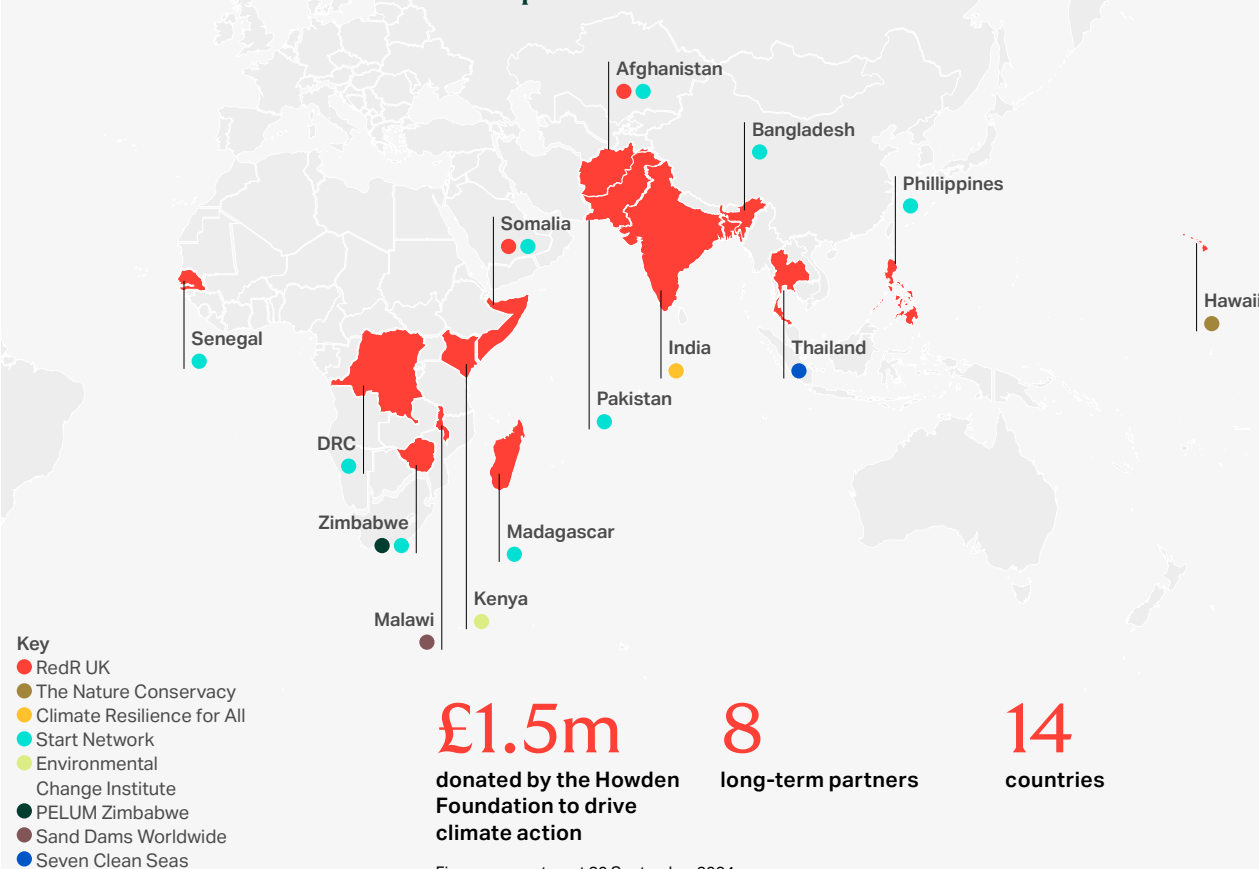 Afghanistan
Bangladesh
Phillippines
Somalia
Hawaii
Senegal
India
Thailand
Pakistan
DRC
Zimbabwe
Madagascar
Kenya
Malawi
Key
RedR UK
The Nature Conservacy
Climate Resilience for All
Start Network
Environmental
Change Institute
PELUM Zimbabwe
Sand Dams Worldwide
Seven Clean Seas
£1.5m
donated by the Howden
Foundation to drive
climate action
8
long-term partners
14
countries